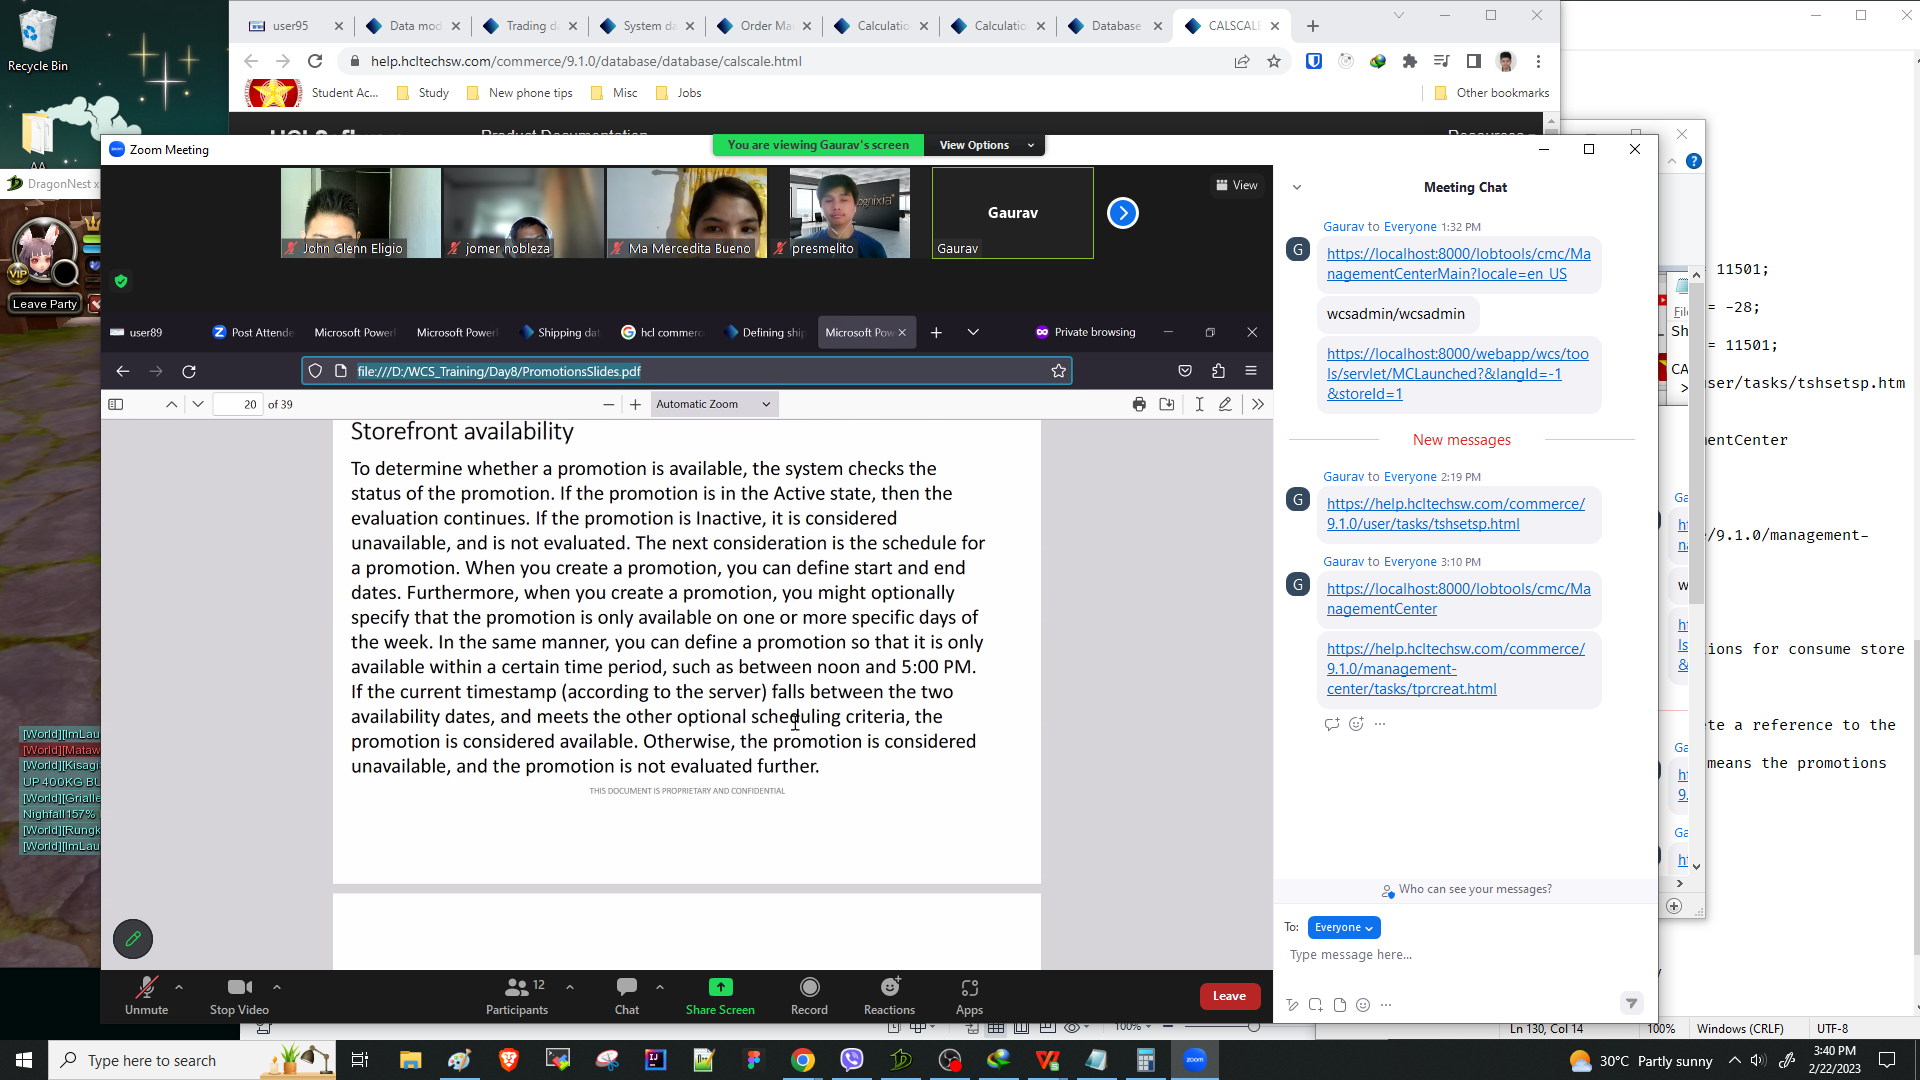 Recycle Bin
user95
Data mod
Trading d
System da
Order Ma
Calculatio
Calculatio
Database
CALSCALE
help.hcltechsw.com/commerce/9.1.0/database/database/calscale.html
Student Ac...
Study
New phone tips
Misc
Jobs
Other bookmarks
Zoom Meeting
You are viewing Gaurav's screen
View Options
DragonNest
VIP
Leave Party
John Glenn Eligio
jomer nobleza
Ma Mercedita Bueno
presmelito
Gaurav
Gaurav
View
user89
Post Attende
Microsoft Power
Microsoft Power
Shipping dat
hcl commerc
Defining ship
Microsoft Pow
Private browsing
file:///D:/WCS_Training/Day8/PromotionsSlides.pdf
20 of 39
Automatic Zoom
Storefront availability
To determine whether a promotion is available, the system checks the
status of the promotion. If the promotion is in the Active state, then the
evaluation continues. If the promotion is Inactive, it is considered
unavailable, and is not evaluated. The next consideration is the schedule for
a promotion. When you create a promotion, you can define start and end
dates. Furthermore, when you create a promotion, you might optionally
specify that the promotion is only available on one or more specific days of
the week. In the same manner, you can define a promotion so that it is only
available within a certain time period, such as between noon and 5:00 PM.
If the current timestamp (according to the server) falls between the two
availability dates, and meets the other optional scheduling criteria, the
promotion is considered available. Otherwise, the promotion is considered
unavailable, and the promotion is not evaluated further.
THIS DOCUMENT IS PROPRIETARY AND CONFIDENTIAL
[World][ImLau
[World][Mataw
[World][Kisagi
UP 400KG BU
[World][Grialle
Nighfall157%
[World][Rungk
[World][ImLau
Unmute
Stop Video
Participants
12
Chat
Share Screen
Record
Reactions
Apps
Leave
Meeting Chat
Gaurav to Everyone 1:32 PM
G
https://localhost:8000/lobtools/cmc/Ma
nagementCenterMain?locale=en_US
wcsadmin/wcsadmin
https://localhost:8000/webapp/wcs/too
ls/servlet/MCLaunched?&langId=-1
&storeId=1
New messages
Gaurav to Everyone 2:19 PM
G
https://help.hcltechsw.com/commerce/
9.1.0/user/tasks/tshsetsp.html
Gaurav to Everyone 3:10 PM
G
https://localhost:8000/lobtools/cmc/Ma
nagementCenter
https://help.hcltechsw.com/commerce/
9.1.0/management-
center/tasks/tprcreat.html
Who can see your messages?
To: Everyone
Type message here...
11501;
= -28;
= 11501;
user/tasks/tshsetsp.htm
mentCenter
/9.1.0/management-
ions for consume store
te a reference to the
means the promotions
File
Sh
CA
Ln 130, Col 14
100%
Windows (CRLF)
UTF-8
100%
Type here to search
30°C Partly sunny
3:40 PM
2/22/2023